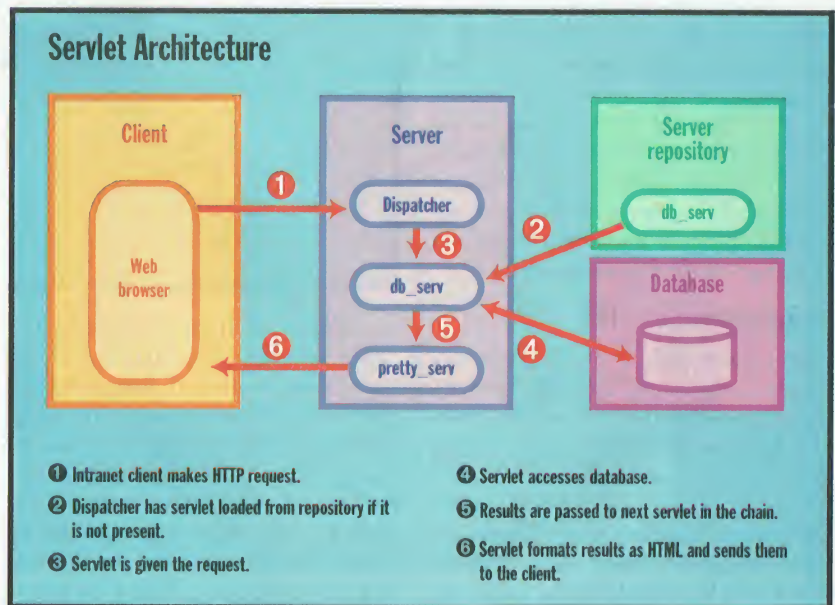 Servlet Architecture
Client
Web
browser
Server
Dispatcher
db_serv
pretty_serv
Server
repository
db_serv
Database
1
2
3
4
5
6
1 Intranet client makes HTTP request.
2 Dispatcher has servlet loaded from repository if it
is not present.
3 Servlet is given the request.
4 Servlet accesses database.
5 Results are passed to next servlet in the chain.
6 Servlet formats results as HTML and sends them
to the client.